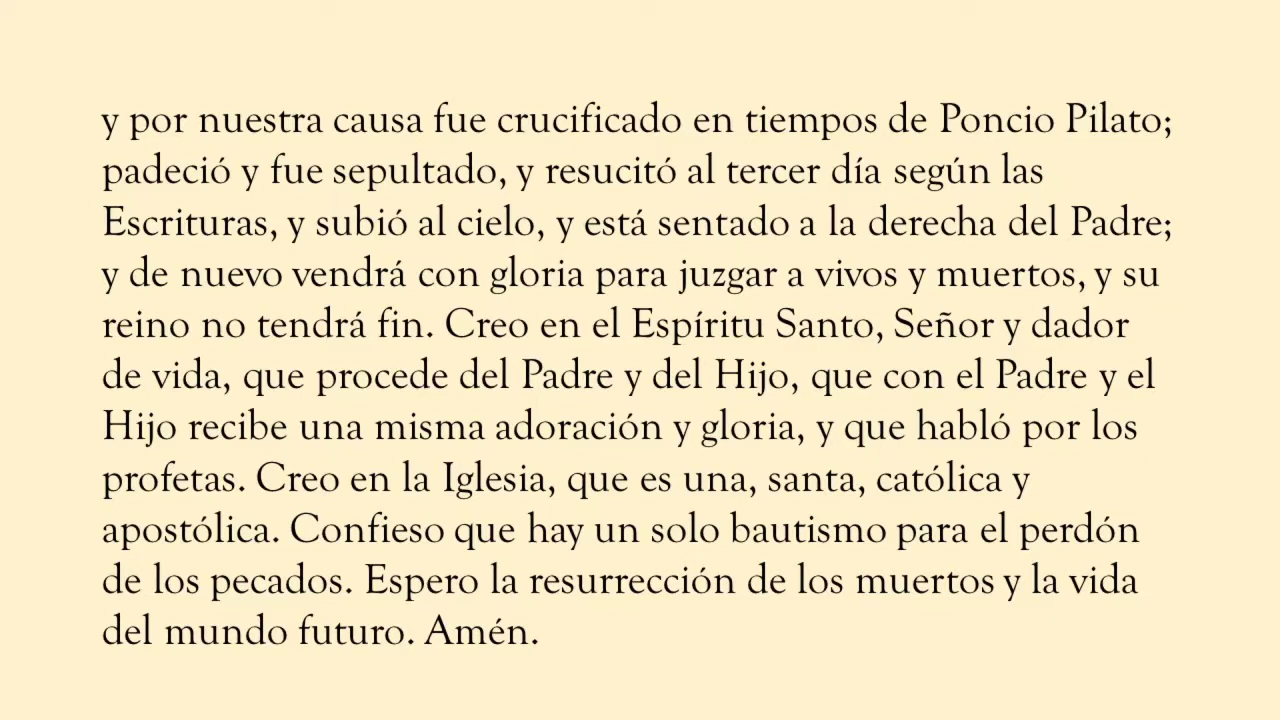 y por nuestra causa fue crucificado en tiempos de Poncio Pilato;
padeció y fue sepultado, y resucitó al tercer día según las
Escrituras, y subió al cielo, y está sentado a la derecha del Padre;
y de nuevo vendrá con gloria para juzgar a vivos y muertos, y su
reino no tendrá fin. Creo en el Espíritu Santo, Señor y dador
de vida, que procede del Padre y del Hijo, que con el Padre y el
Hijo recibe una misma adoración y gloria, y que habló por los
profetas. Creo en la Iglesia, que es una, santa, católica y
apostólica. Confieso que hay un solo bautismo para el perdón
de los pecados. Espero la resurrección de los muertos y la vida
del mundo futuro. Amén.